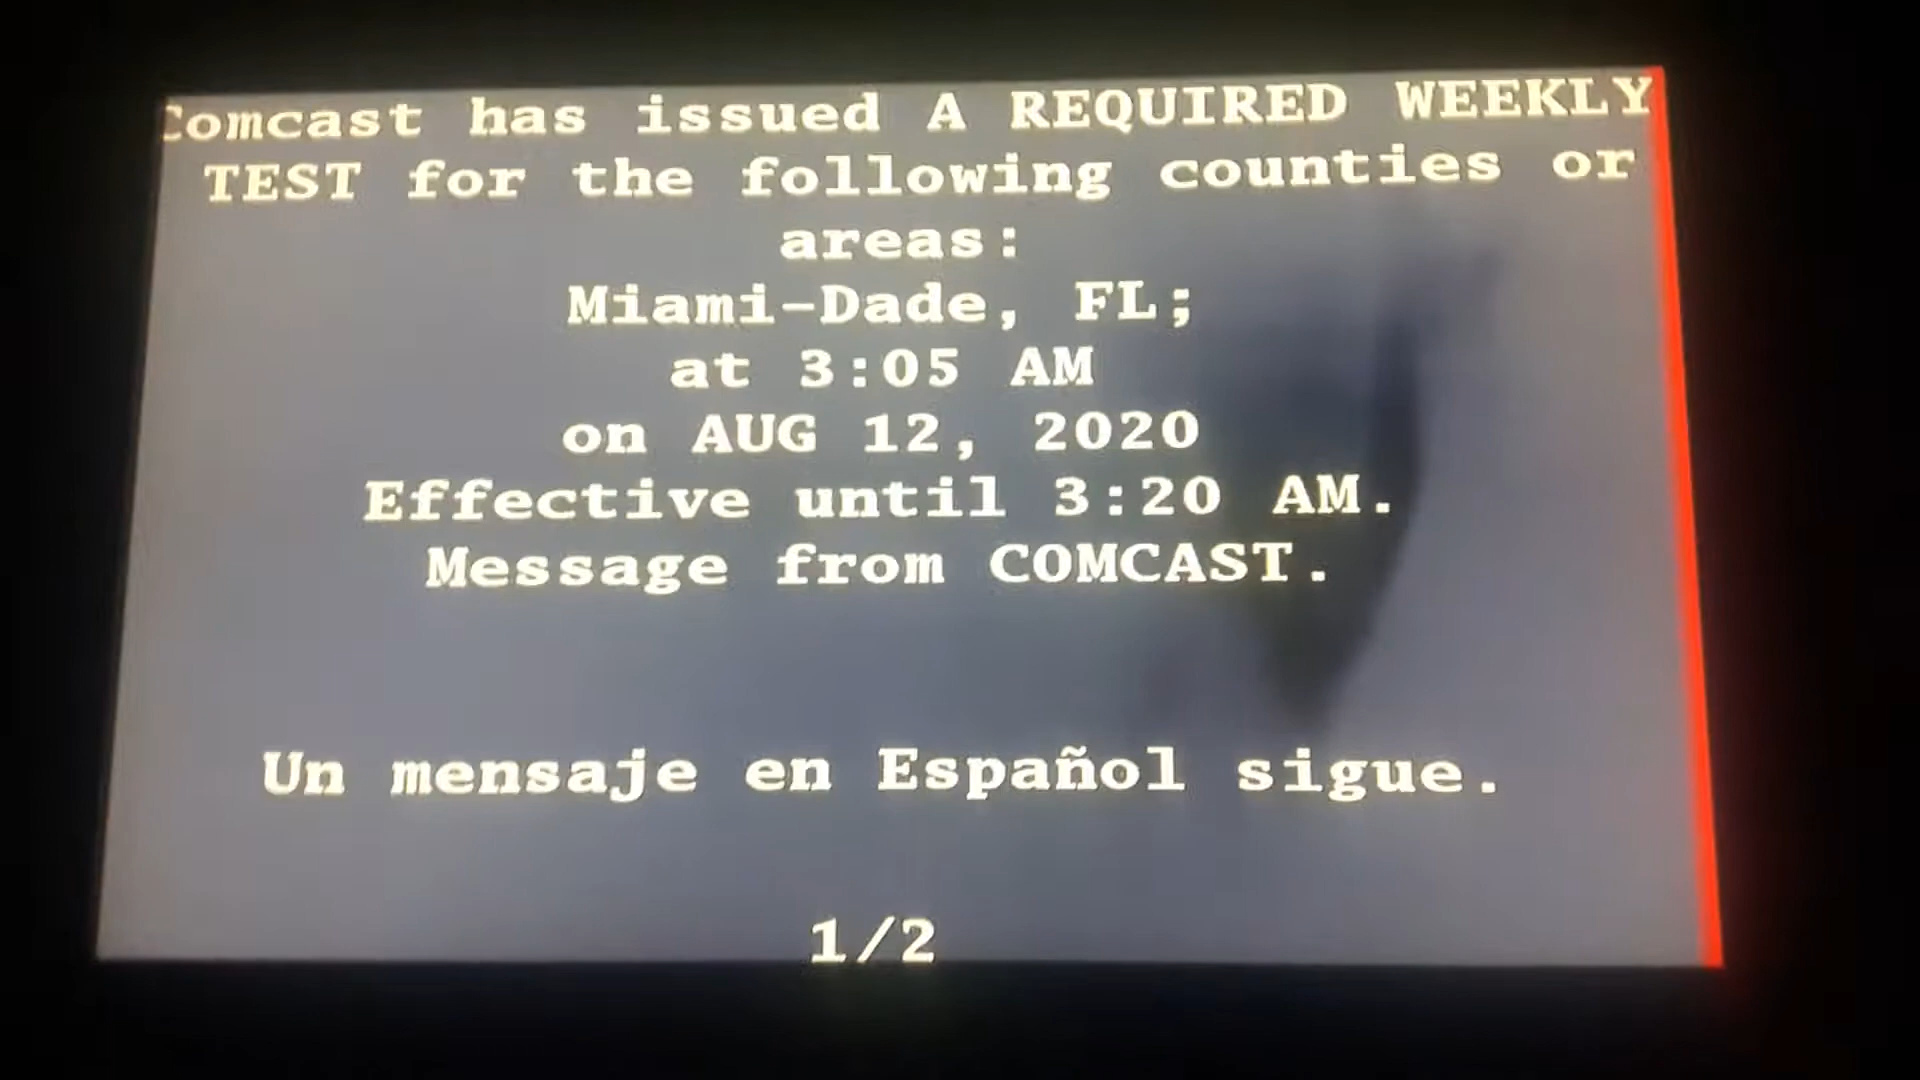 Comcast has issued A REQUIRED WEEKLY
TEST for the following counties or
areas:
Miami-Dade, FL;
at 3:05 AM
on AUG 12, 2020
Effective until 3:20 AM.
Message from COMCAST.
Un mensaje en Español sigue.
1/2